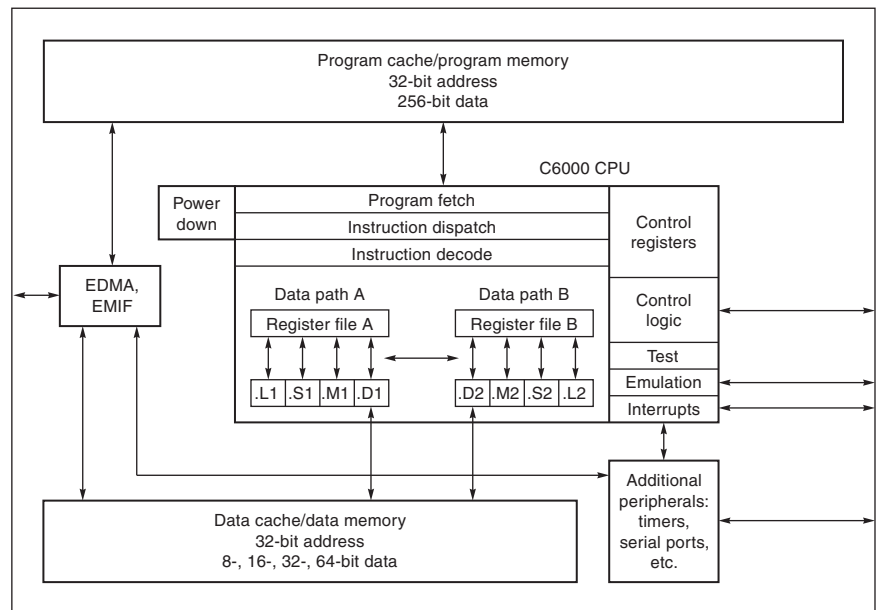 Program cache/program memory
32-bit address
256-bit data
C6000 CPU
Power
down
Program fetch
Instruction dispatch
Instruction decode
Control
registers
EDMA,
EMIF
Data path A
Data path B
Register file A
Register file B
Control
logic
Test
Emulation
Interrupts
.L1 .S1 .M1 .D1
.D2 .M2 .S2 .L2
Data cache/data memory
32-bit address
8-, 16-, 32-, 64-bit data
Additional
peripherals:
timers,
serial ports,
etc.